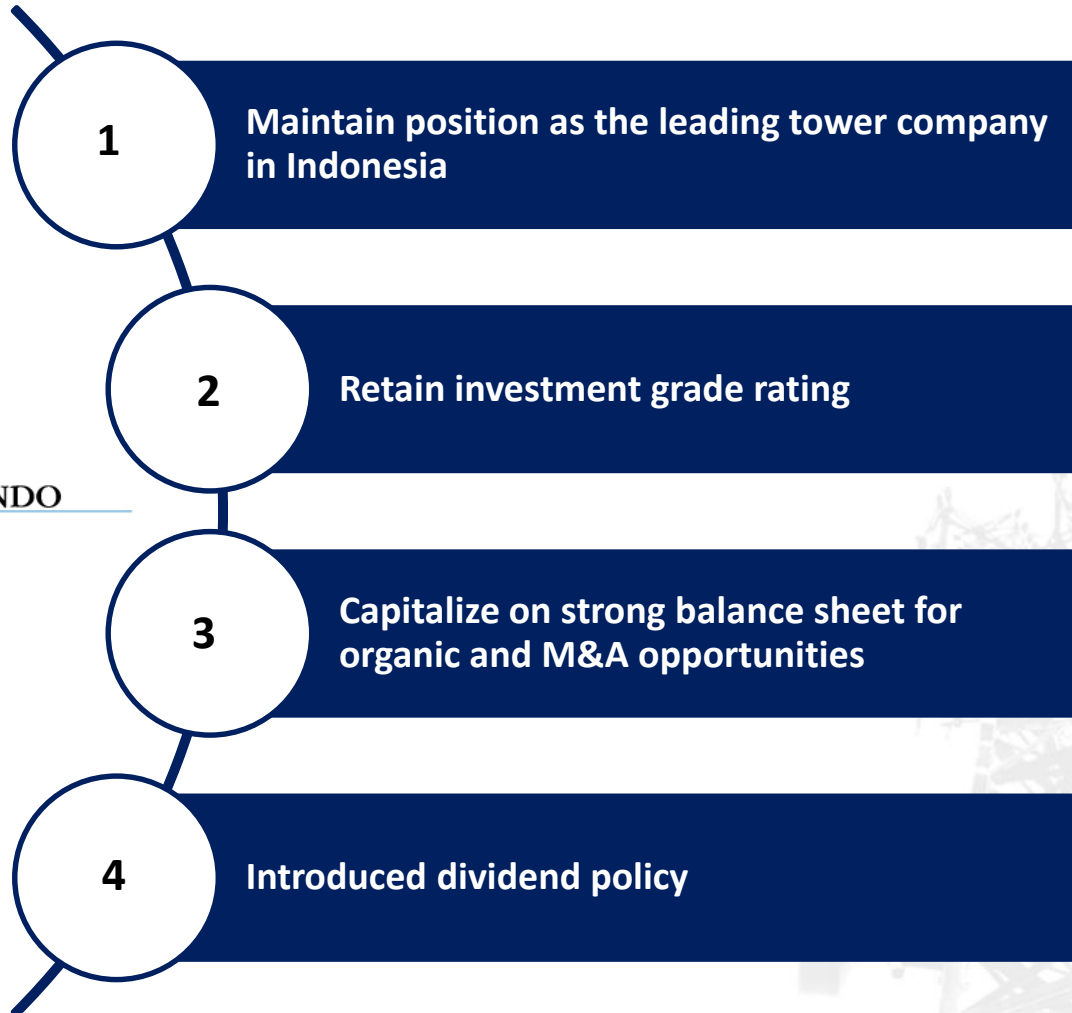 1
Maintain position as the leading tower company
in Indonesia
2
Retain investment grade rating
NDO
3
Capitalize on strong balance sheet for
organic and M&A opportunities
4
Introduced dividend policy